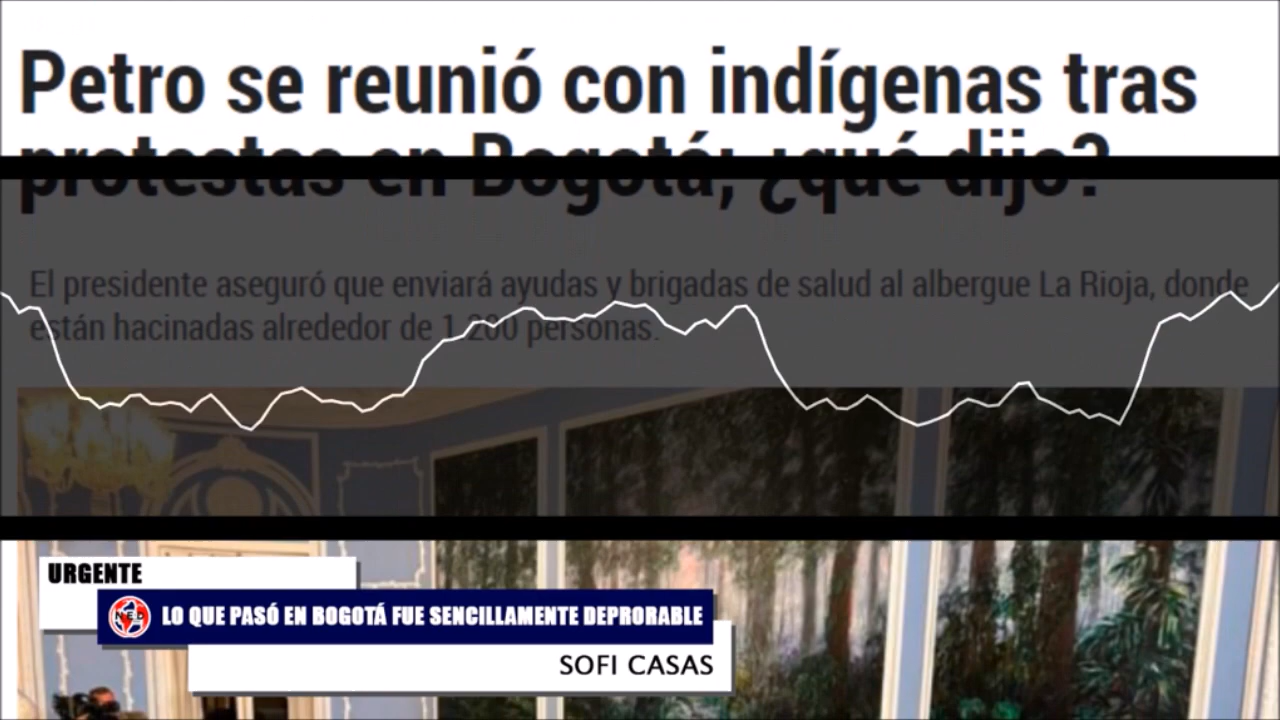 Petro se reunió con indígenas tras
protestas en Bogotá; ¿qué dijo?
El presidente aseguró que enviará ayudas y brigadas de salud al albergue La Rioja, donde
están hacinadas alrededor de 1.200 personas.
URGENTE
LO QUE PASÓ EN BOGOTÁ FUE SENCILLAMENTE DEPRORABLE
SOFI CASAS